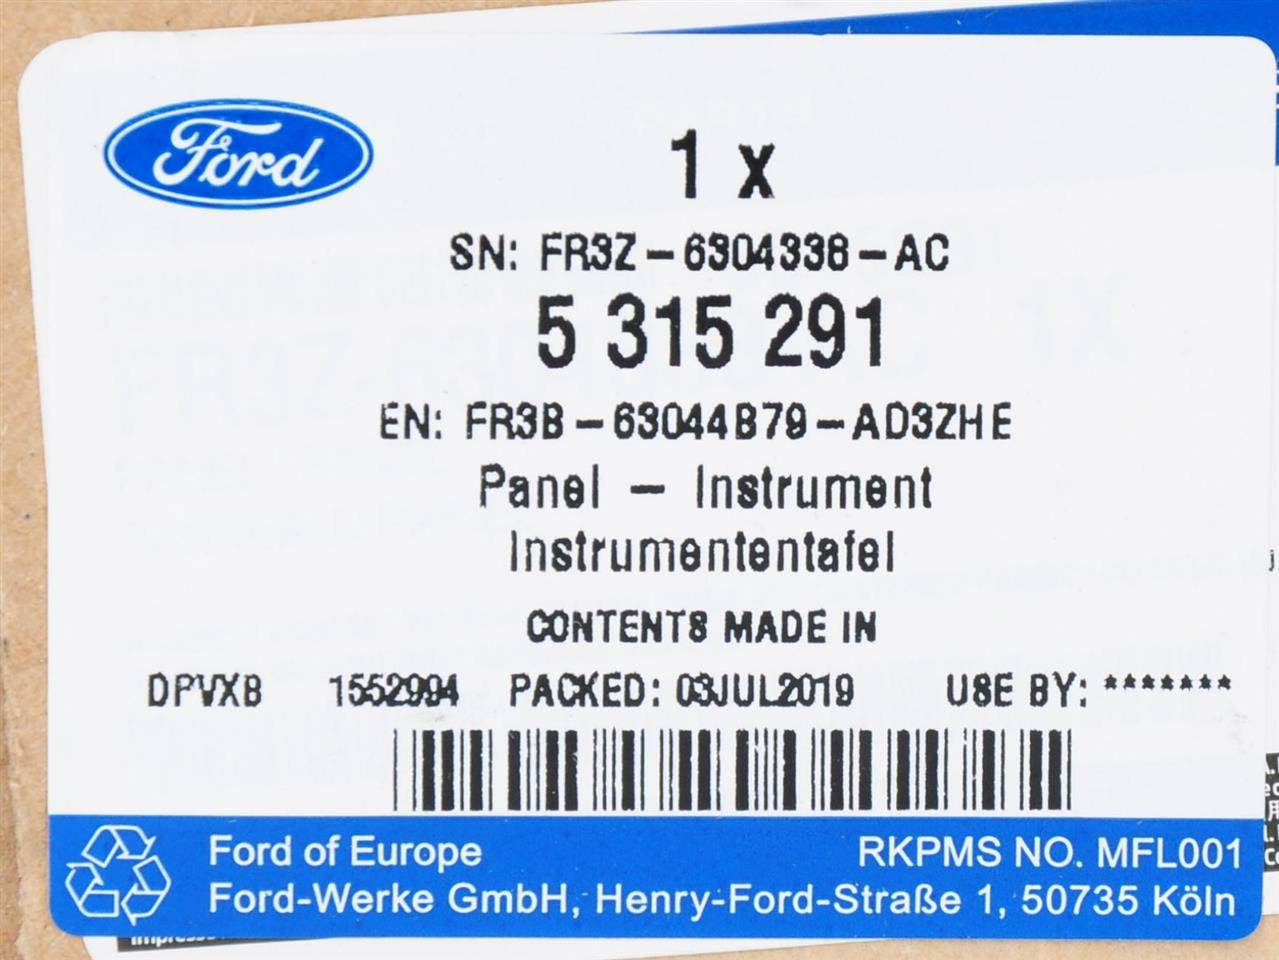 Ford
1 x
SN: FR3Z-6304338-AC
5 315 291
EN: FR3B-63044B79-AD3ZHE
Panel - Instrument
Instrumententafel
CONTENTS MADE IN
DPVXB 1552994 PACKED: 03JUL2019 USE BY: *******
Ford of Europe RKPMS NO. MFL001
Ford-Werke GmbH, Henry-Ford-Straße 1, 50735 Köln